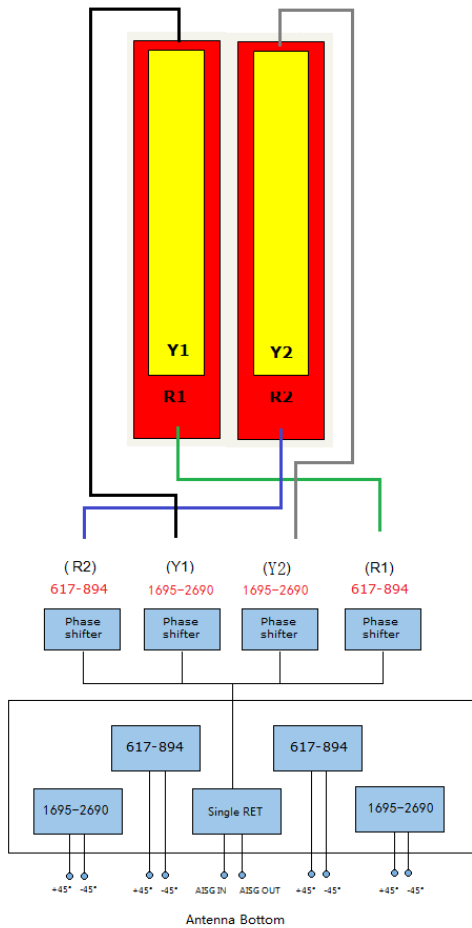 Y1 Y2
R1 R2
( R2) (Y1) (Y2) (R1)
617-894 1695-2690 1695-2690 617-894
Phase Phase Phase Phase
shifter shifter shifter shifter
617-894 617-894
1695-2690 Single RET 1695-2690
+45° -45° +45° -45° AISG IN AISG OUT +45° -45° +45° -45°
Antenna Bottom